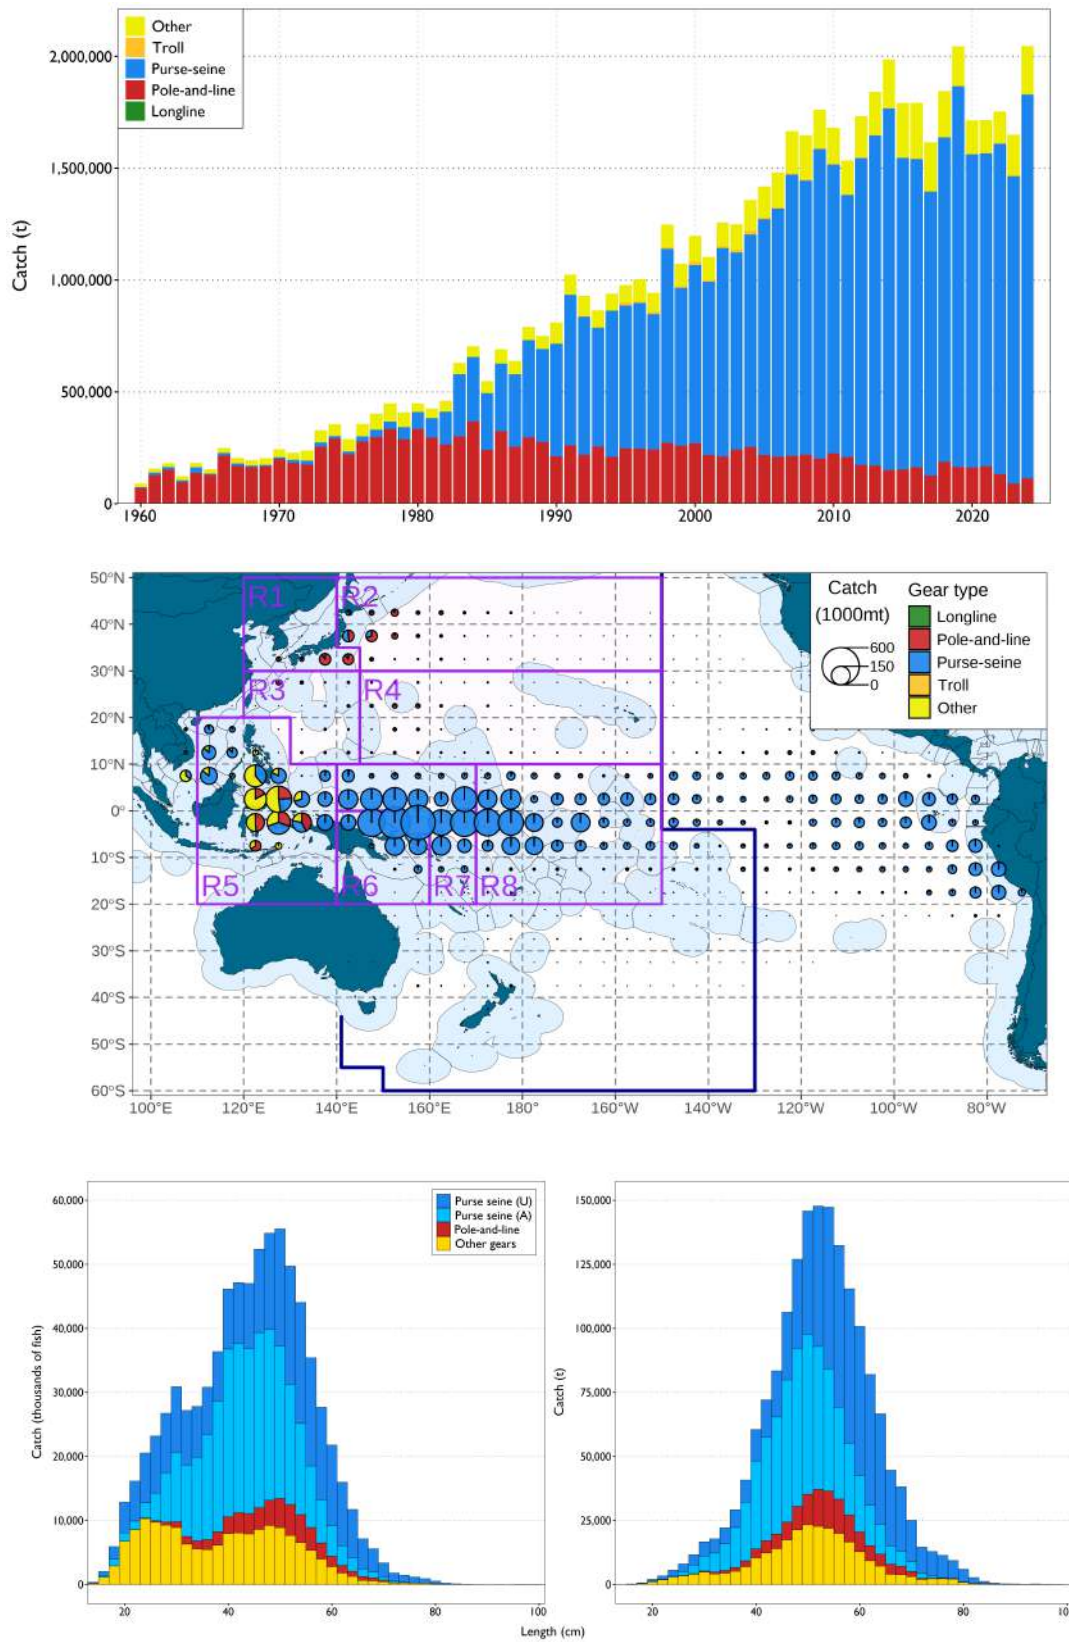 Other
Troll
Purse-seine
Pole-and-line
Longline
2,000,000
1,500,000
1,000,000
500,000
0
Catch (t)
1960 1970 1980 1990 2000 2010 2020
50°N
40°N
30°N
20°N
10°N
0°
10°S
20°S
30°S
40°S
50°S
60°S
R1 R2
R3 R4
R5 R6 R7 R8
Catch
(1000mt)
600
150
0
Gear type
Longline
Pole-and-line
Purse-seine
Troll
Other
100°E 120°E 140°E 160°E 180° 160°W 140°W 120°W 100°W 80°W
60,000
50,000
40,000
30,000
20,000
10,000
0
Catch (thousands of fish)
Purse seine (U)
Purse seine (A)
Pole-and-line
Other gears
20 40 60 80 100
150,000
125,000
100,000
75,000
50,000
25,000
0
Catch (t)
20 40 60 80 10
Length (cm)